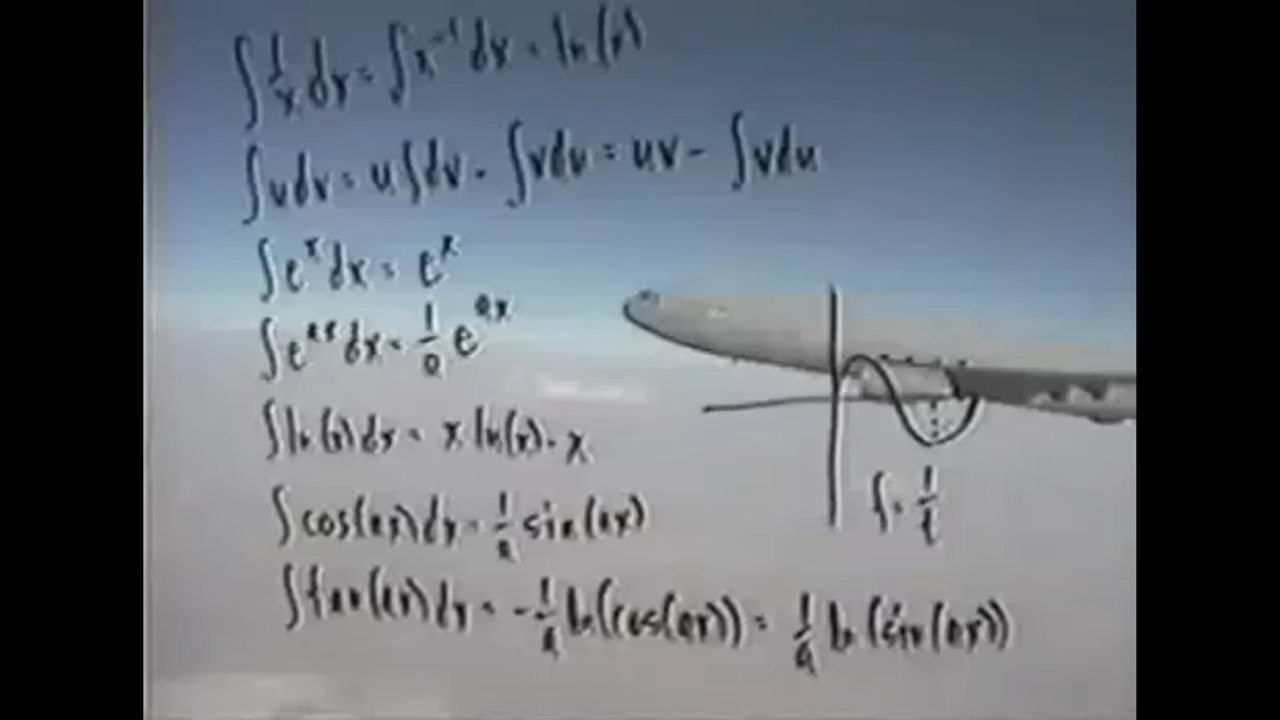 ∫ 1/x dx = ∫ x⁻¹ dx = ln(x)
∫ u dv = u ∫ dv - ∫ v du = uv - ∫ v du
∫ eˣ dx = eˣ
∫ eᵃˣ dx = 1/a eᵃˣ
∫ ln(x) dx = x ln(x) - x
∫ cos(ax) dx = 1/a sin(ax)
f = 1/t
∫ tan(ax) dx = -1/a ln(cos(ax)) = 1/a ln(sin(ax))